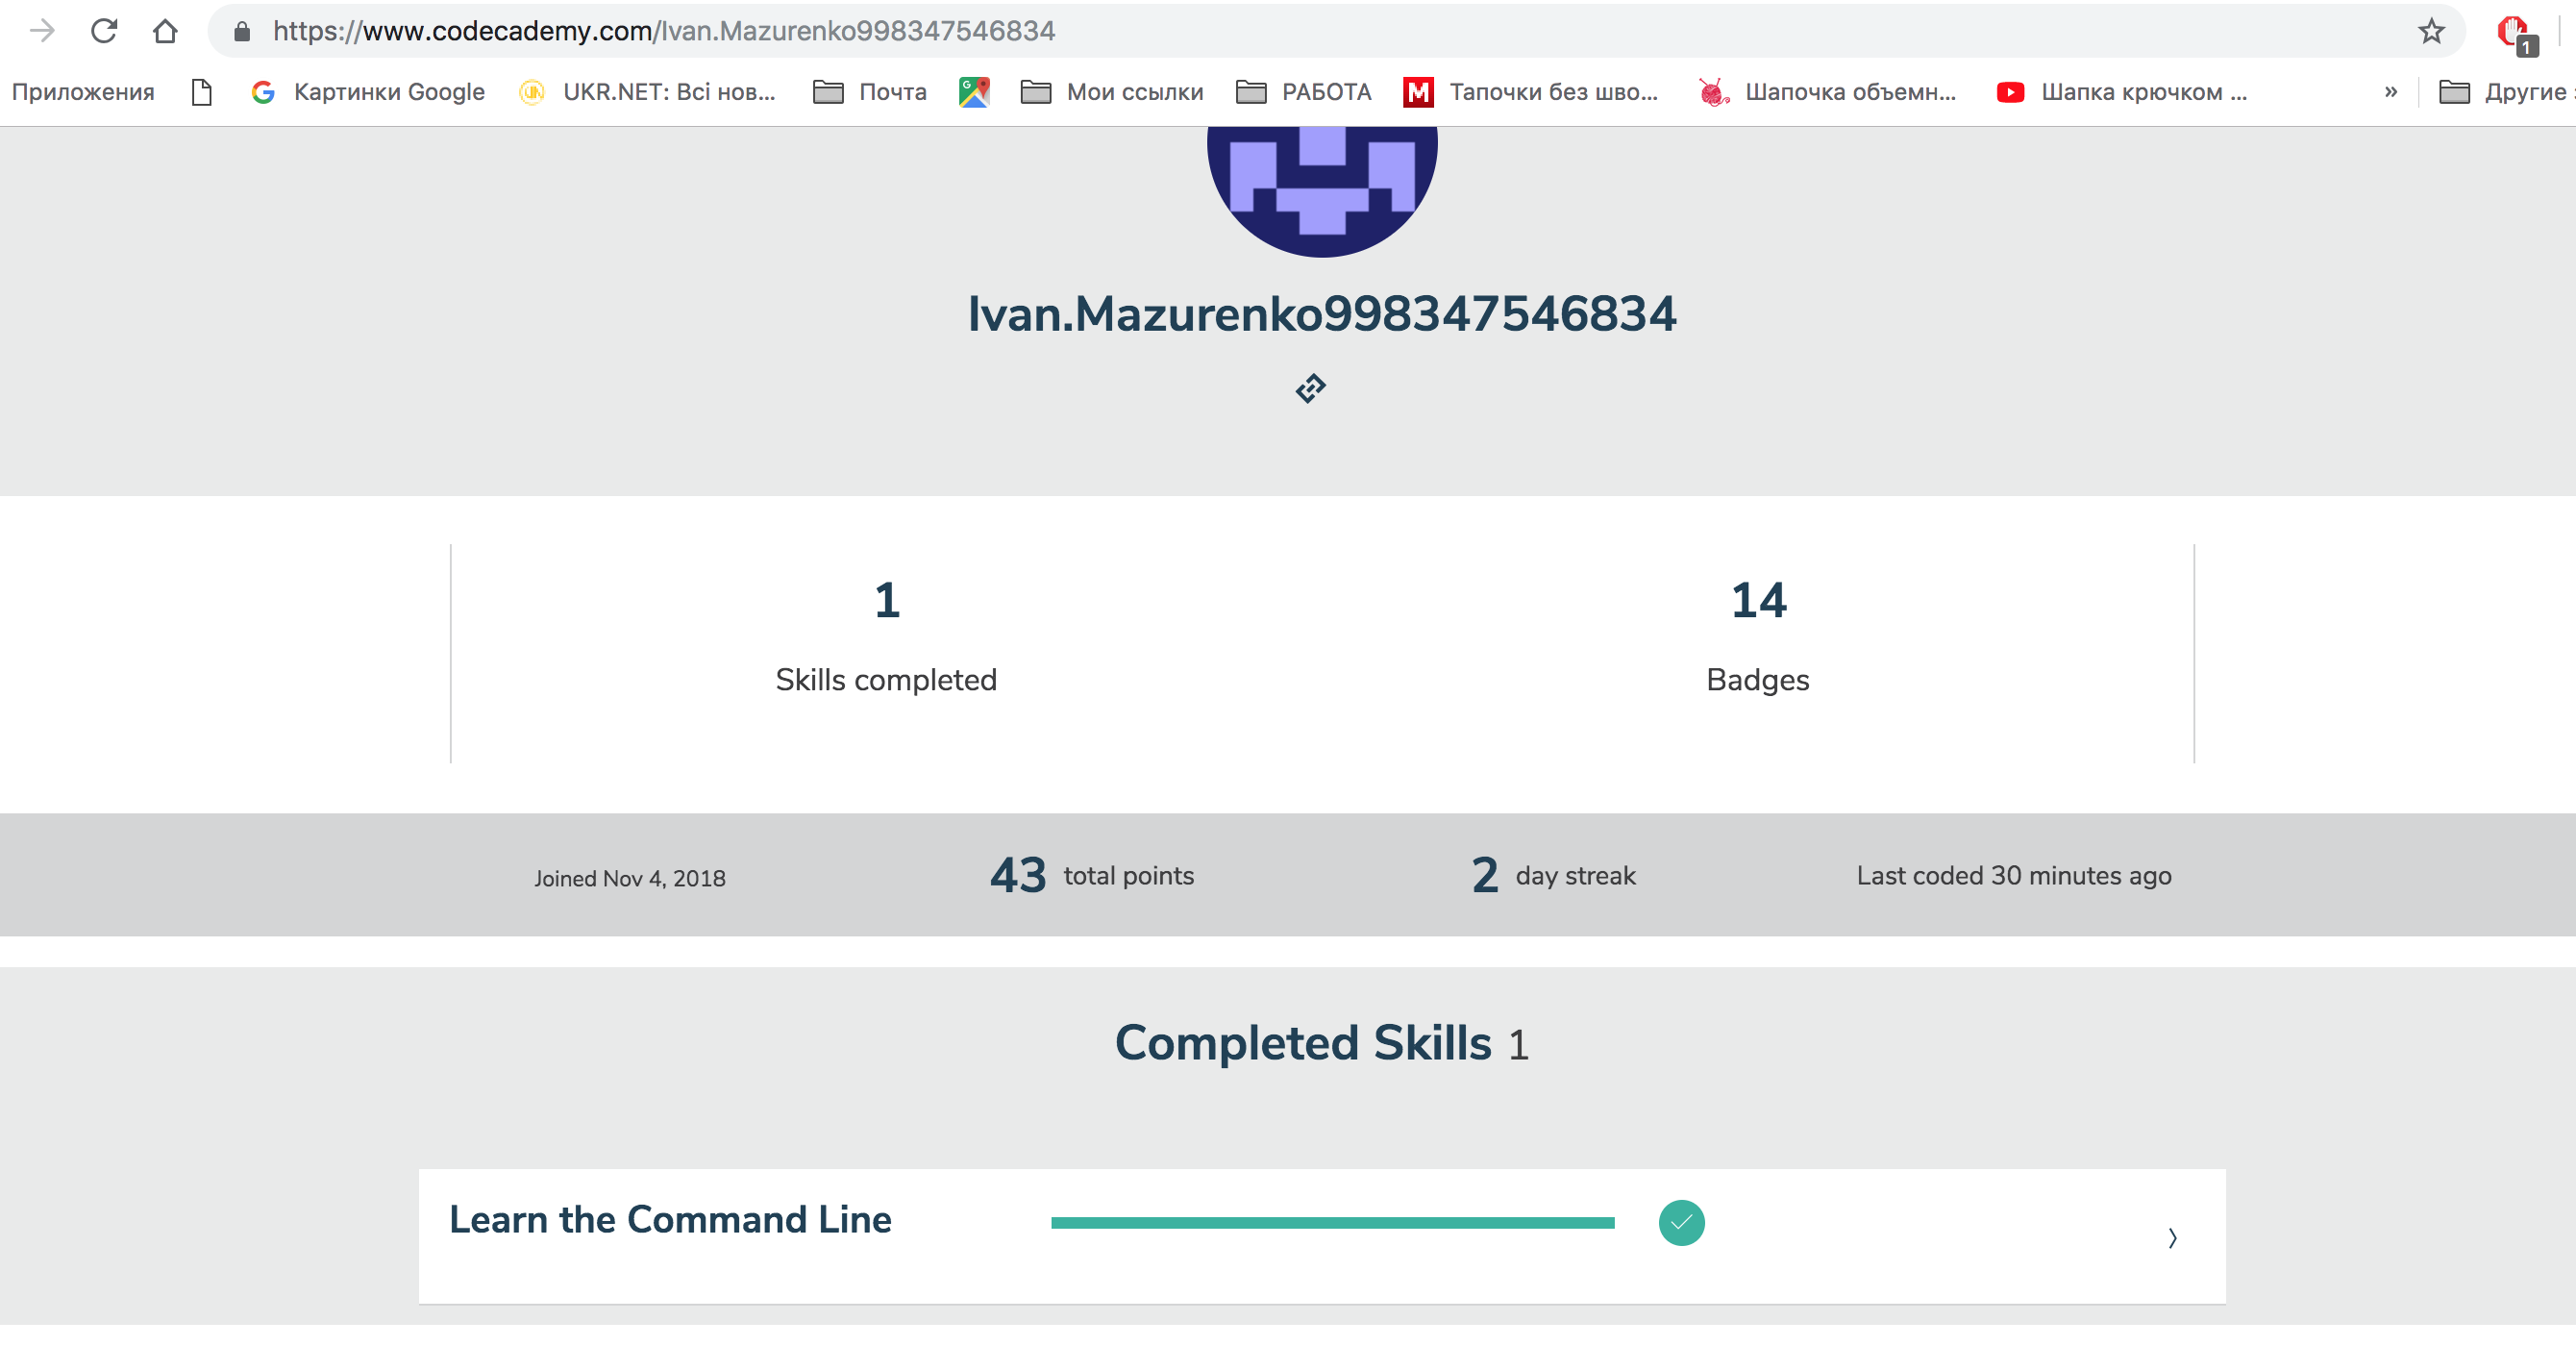 https://www.codecademy.com/Ivan.Mazurenko998347546834
1
Приложения Картинки Google UKR.NET: Всі нов... Почта Мои ссылки РАБОТА Тапочки без шво... Шапочка объемн... Шапка крючком ... » Другие
Ivan.Mazurenko998347546834
1 14
Skills completed Badges
Joined Nov 4, 2018 43 total points 2 day streak Last coded 30 minutes ago
Completed Skills 1
Learn the Command Line